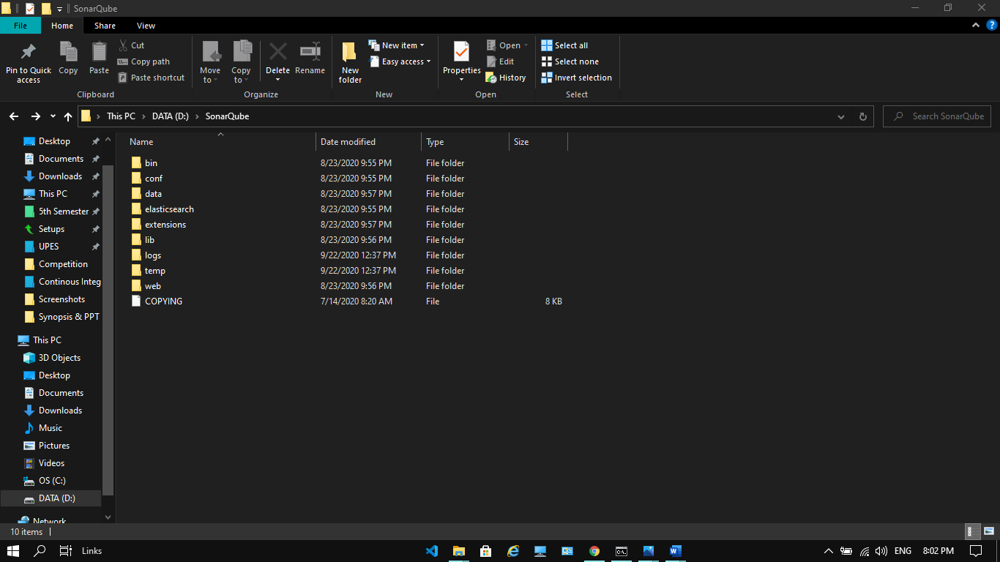 SonarQube
File Home Share View
Pin to Quick access
Copy
Paste
Cut
Copy path
Paste shortcut
Clipboard
Move to
Copy to
Delete
Rename
Organize
New folder
New item
Easy access
New
Properties
Open
Edit
History
Open
Select all
Select none
Invert selection
Select
This PC DATA (D:) SonarQube
Search SonarQube
Desktop
Documents
Downloads
This PC
5th Semester
Setups
UPES
Competition
Continous Integ
Screenshots
Synopsis & PPT
This PC
3D Objects
Desktop
Documents
Downloads
Music
Pictures
Videos
OS (C:)
DATA (D:)
Network
Name Date modified Type Size
bin 8/23/2020 9:55 PM File folder
conf 8/23/2020 9:55 PM File folder
data 8/23/2020 9:57 PM File folder
elasticsearch 8/23/2020 9:55 PM File folder
extensions 8/23/2020 9:57 PM File folder
lib 8/23/2020 9:56 PM File folder
logs 9/22/2020 12:37 PM File folder
temp 9/22/2020 12:37 PM File folder
web 8/23/2020 9:56 PM File folder
COPYING 7/14/2020 8:20 AM File 8 KB
10 items
Links
ENG 8:02 PM